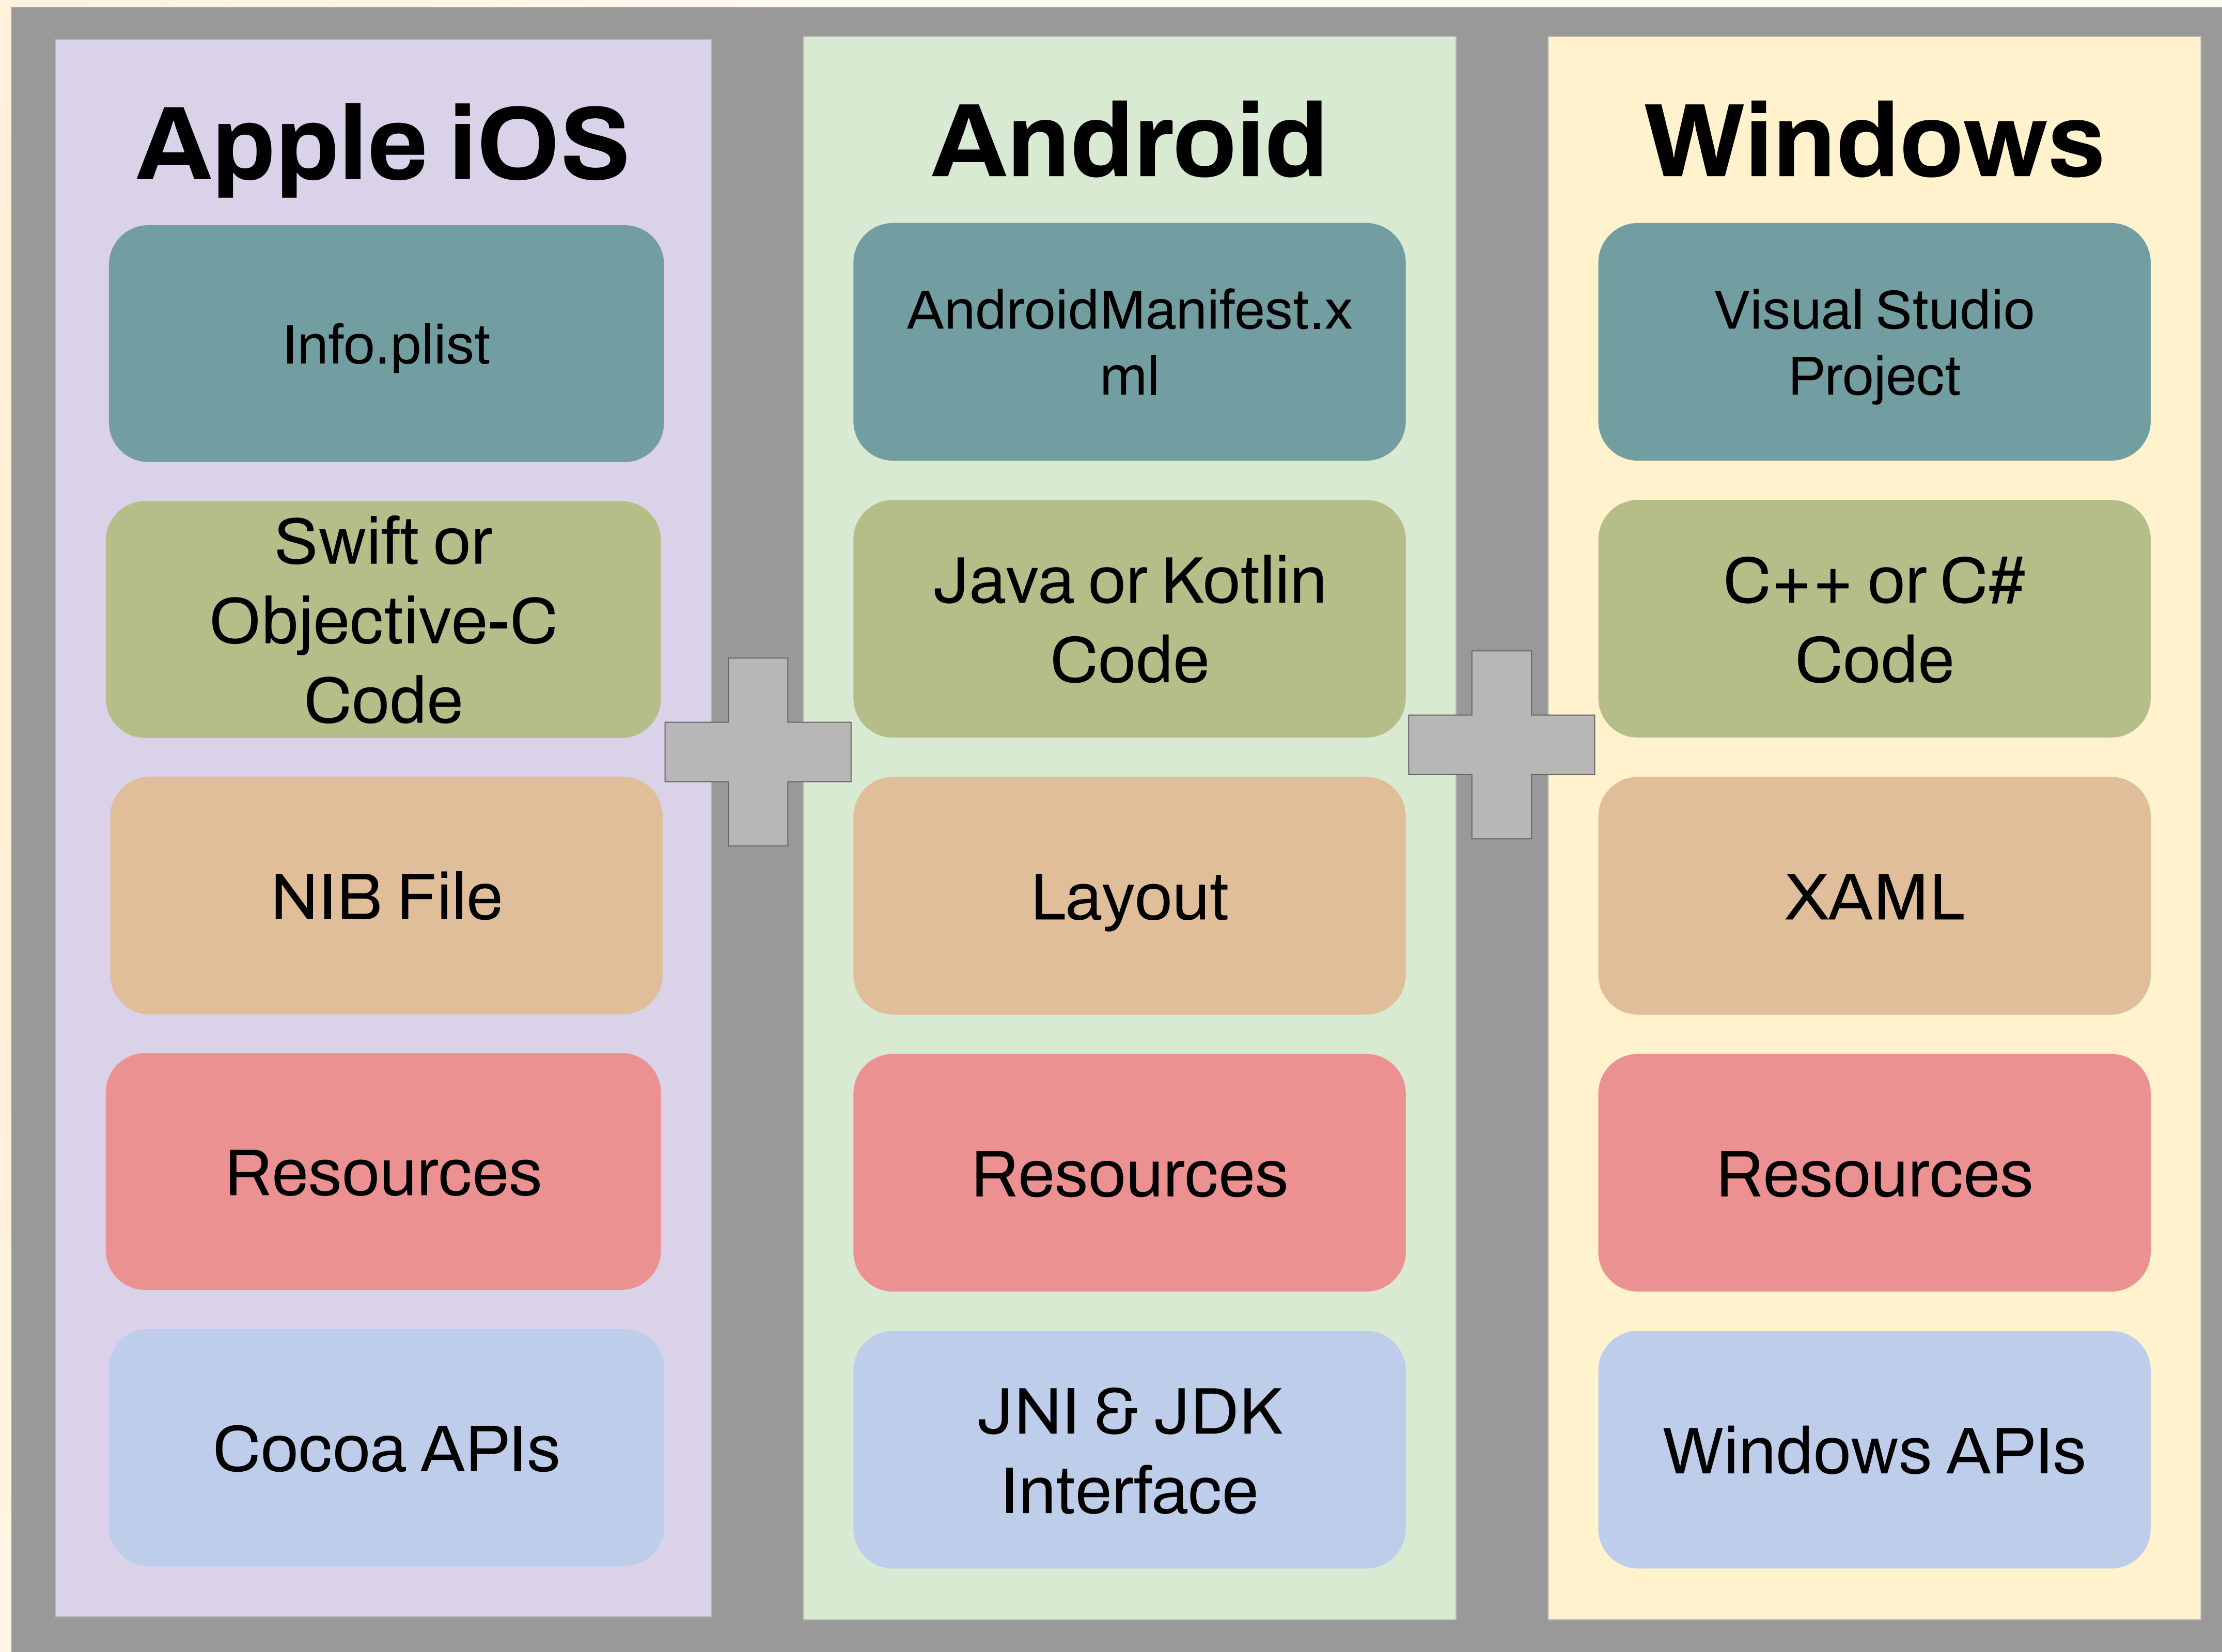 Apple iOS
Info.plist
Swift or
Objective-C
Code
NIB File
Resources
Cocoa APIs
Android
AndroidManifest.x
ml
Java or Kotlin
Code
Layout
Resources
JNI & JDK
Interface
Windows
Visual Studio
Project
C++ or C#
Code
XAML
Resources
Windows APIs